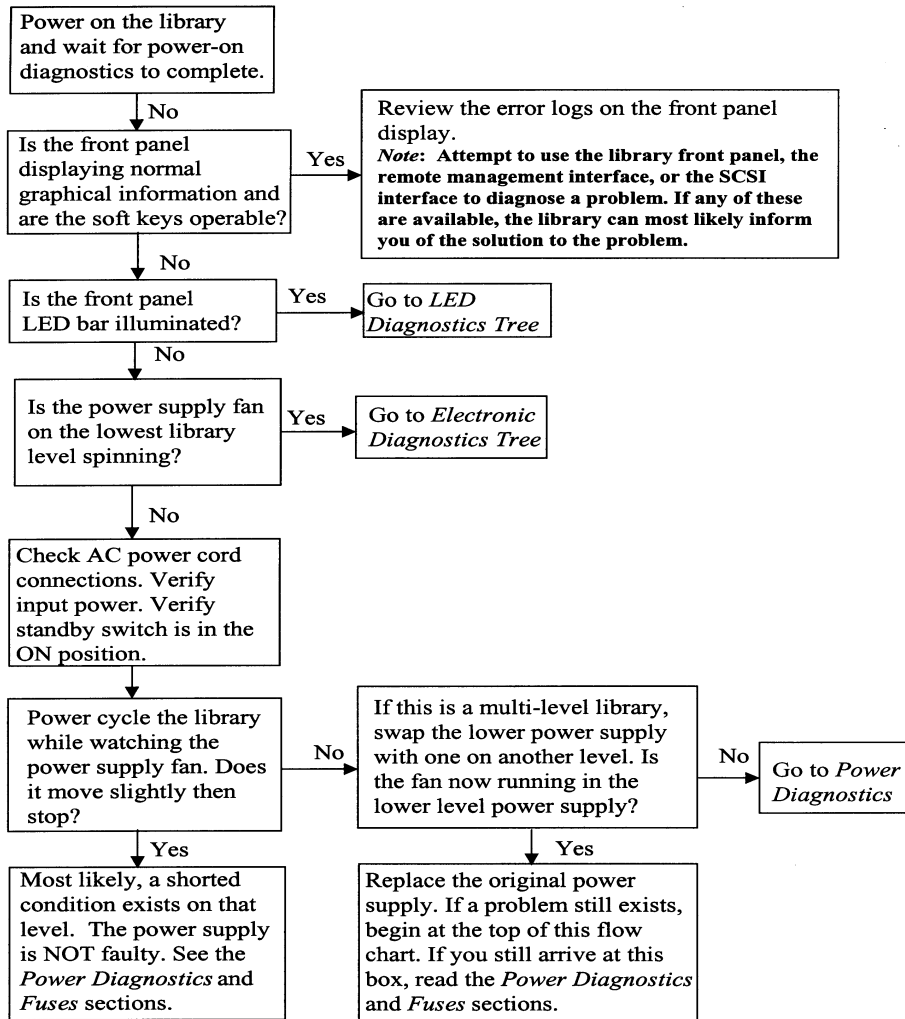 Power on the library
and wait for power-on
diagnostics to complete.
No
Is the front panel
displaying normal
graphical information and
are the soft keys operable?
Yes
Review the error logs on the front panel
display.
Note: Attempt to use the library front panel, the
remote management interface, or the SCSI
interface to diagnose a problem. If any of these
are available, the library can most likely inform
you of the solution to the problem.
No
Is the front panel
LED bar illuminated?
Yes
Go to LED
Diagnostics Tree
No
Is the power supply fan
on the lowest library
level spinning?
Yes
Go to Electronic
Diagnostics Tree
No
Check AC power cord
connections. Verify
input power. Verify
standby switch is in the
ON position.
Power cycle the library
while watching the
power supply fan. Does
it move slightly then
stop?
No
If this is a multi-level library,
swap the lower power supply
with one on another level. Is
the fan now running in the
lower level power supply?
No
Go to Power
Diagnostics
Yes
Most likely, a shorted
condition exists on that
level. The power supply
is NOT faulty. See the
Power Diagnostics and
Fuses sections.
Yes
Replace the original power
supply. If a problem still exists,
begin at the top of this flow
chart. If you still arrive at this
box, read the Power Diagnostics
and Fuses sections.